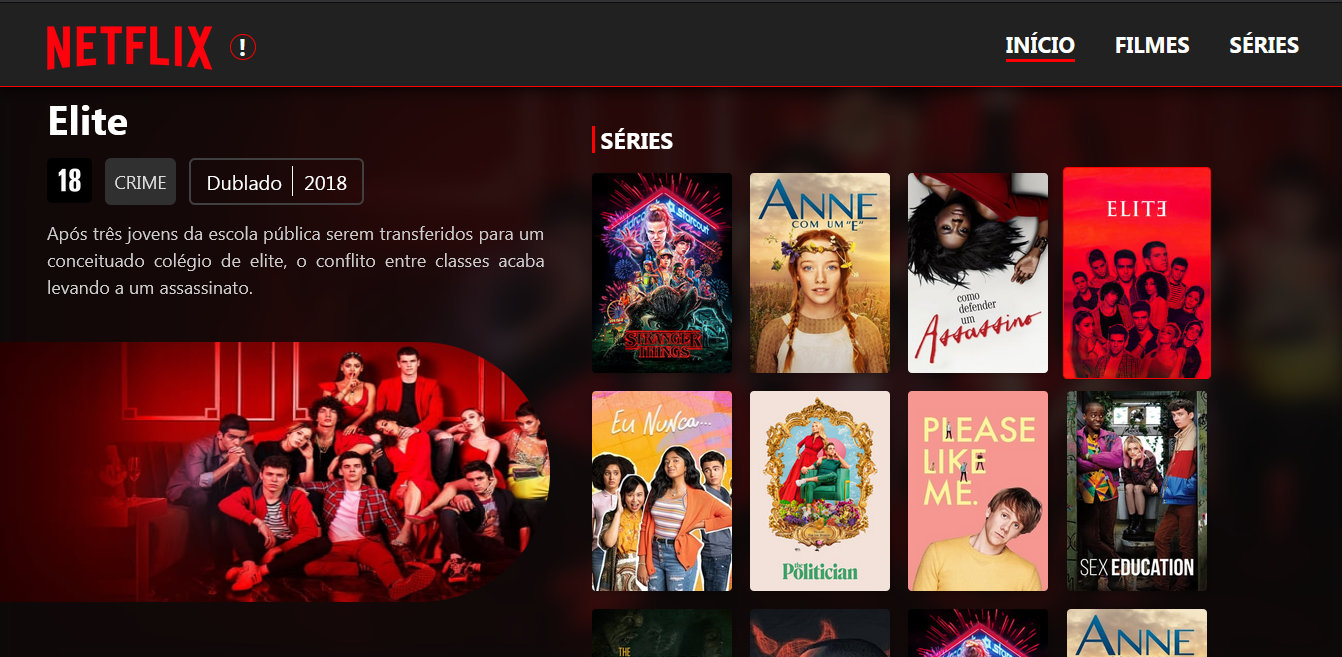 NETFLIX
!
INÍCIO
FILMES
SÉRIES
Elite
18
CRIME
Dublado
2018
Após três jovens da escola pública serem transferidos para um
conceituado colégio de elite, o conflito entre classes acaba
levando a um assassinato.
SÉRIES
STRANGER
THINGS
ANNE
COM UM "E"
como
defender
um
Assassino
ELITƎ
EU NUNCA...
THE
Politician
PLEASE
LIKE
ME.
SEX EDUCATION
THE
ANNE